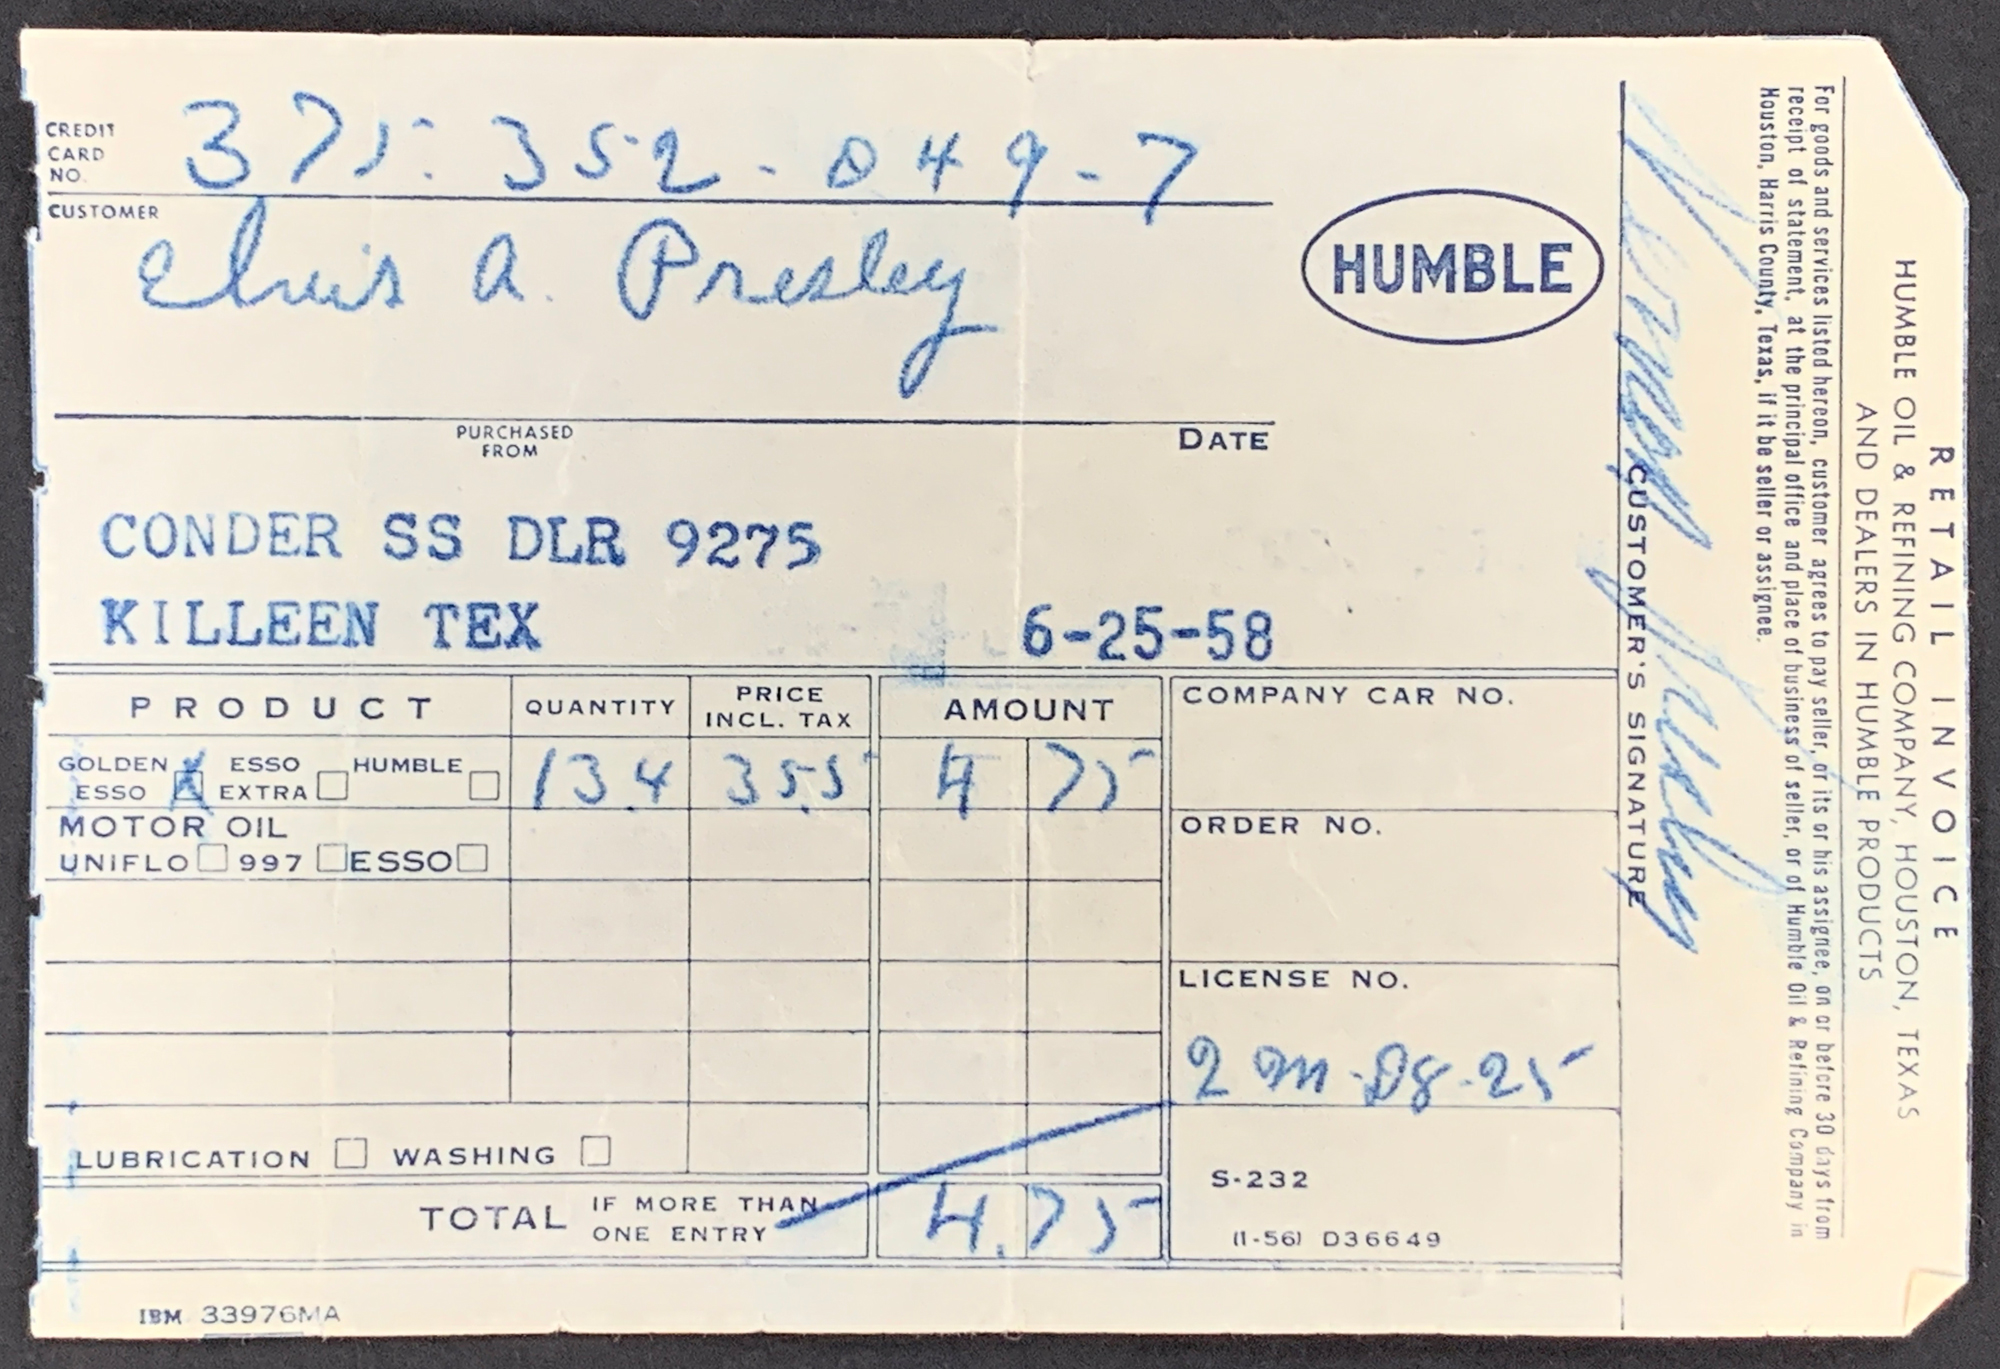 CREDIT CARD NO. 375-352-049-7
CUSTOMER
Elvis A. Presley
HUMBLE
PURCHASED FROM
DATE
CONDER SS DLR 9275
KILLEEN TEX
6-25-58
PRODUCT QUANTITY PRICE INCL. TAX AMOUNT
GOLDEN ESSO ESSO EXTRA HUMBLE 13.4 35.5 4 75
MOTOR OIL
UNIFLO 997 ESSO
LUBRICATION WASHING
TOTAL IF MORE THAN ONE ENTRY 4.75
COMPANY CAR NO.
ORDER NO.
LICENSE NO.
2 M-D8-25
S-232
(1-56) D36649
IBM 33976MA
CUSTOMER'S SIGNATURE
Vernon Presley
For goods and services listed hereon, customer agrees to pay seller, or its or his assignee, on or before 30 days from
receipt of statement, at the principal office and place of business of seller, or of Humble Oil & Refining Company in
Houston, Harris County, Texas, if it be seller or assignee.
RETAIL INVOICE
HUMBLE OIL & REFINING COMPANY, HOUSTON, TEXAS
AND DEALERS IN HUMBLE PRODUCTS